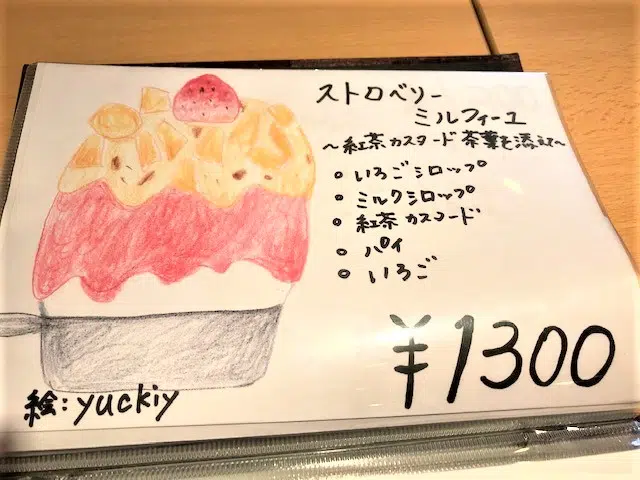 ストロベリー
ミルフィーユ
～紅茶カスタード 茶葉を添えて～
○ いちごシロップ
○ ミルクシロップ
○ 紅茶カスタード
○ パイ
○ いちご
¥1300
絵:yuckiy